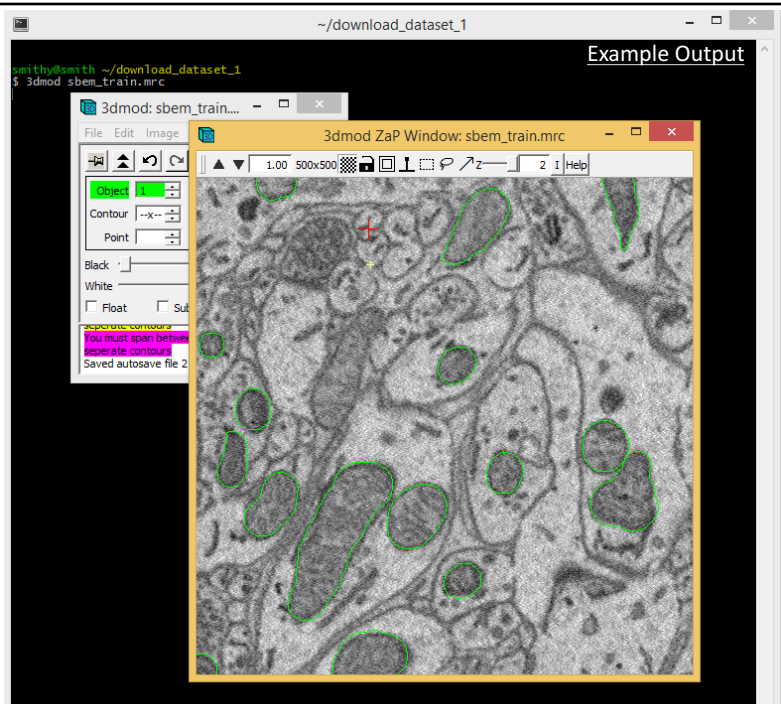 ~/download_dataset_1
Example Output
smithy@smith ~/download_dataset_1
$ 3dmod sbem_train.mrc
3dmod: sbem_train....
File Edit Image
3dmod ZaP Window: sbem_train.mrc
1.00 500x500 Z 2 I Help
Object 1
Contour --x--
Point
Black
White
Float Sub
seperate contours
You must span betwee
seperate contours
Saved autosave file 2